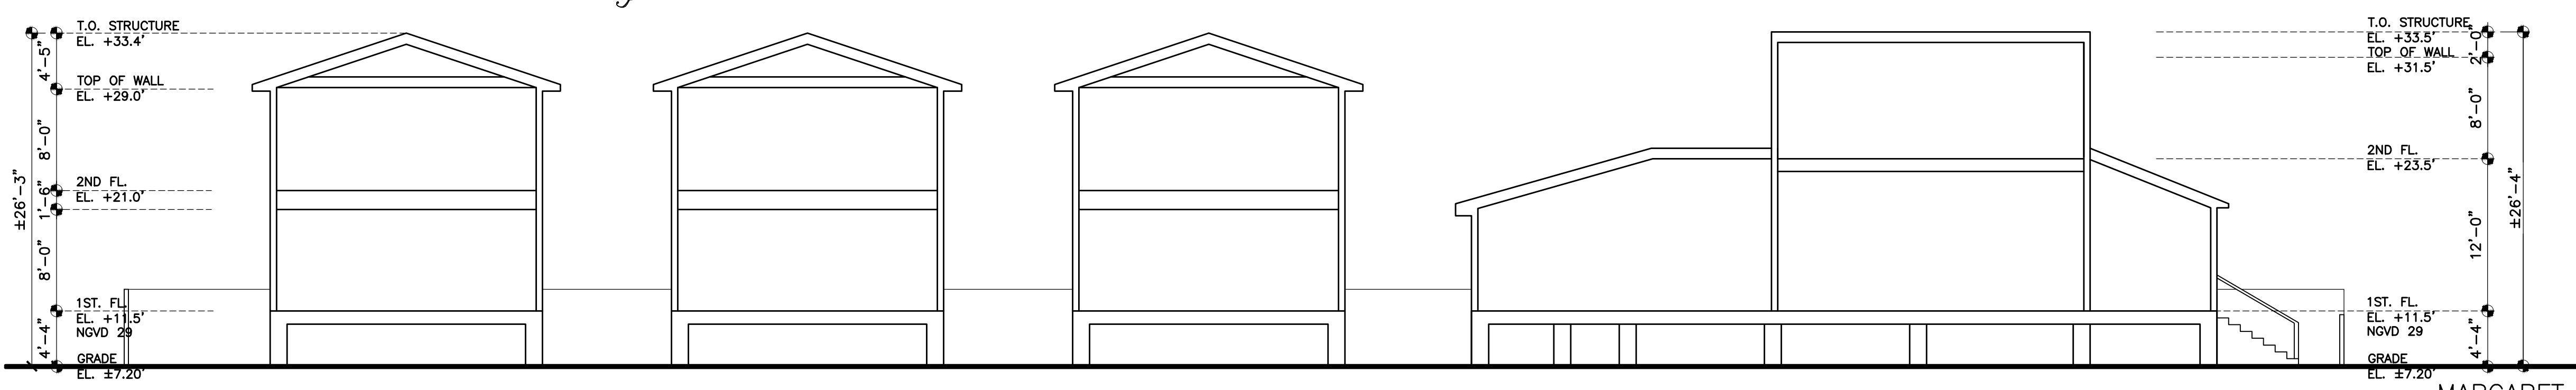 T.O. STRUCTURE
EL. +33.4'
4'-5"
TOP OF WALL
EL. +29.0'
8'-0"
2ND FL.
EL. +21.0'
1'-6"
±26'-3"
8'-0"
1ST. FL.
EL. +11.5'
NGVD 29
4'-4"
GRADE
EL. ±7.20'
T.O. STRUCTURE
EL. +33.5'
2'-0"
TOP OF WALL
EL. +31.5'
8'-0"
2ND FL.
EL. +23.5'
±26'-4"
12'-0"
1ST. FL.
EL. +11.5'
NGVD 29
4'-4"
GRADE
EL. ±7.20'
MARGARET